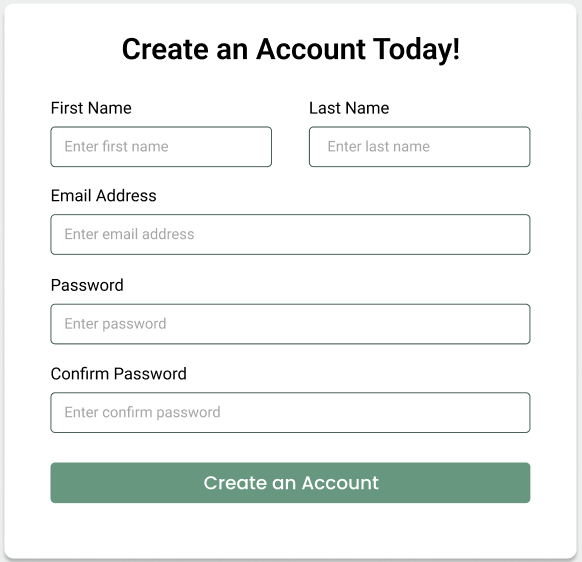 Create an Account Today!
First Name Last Name
Enter first name Enter last name
Email Address
Enter email address
Password
Enter password
Confirm Password
Enter confirm password
Create an Account